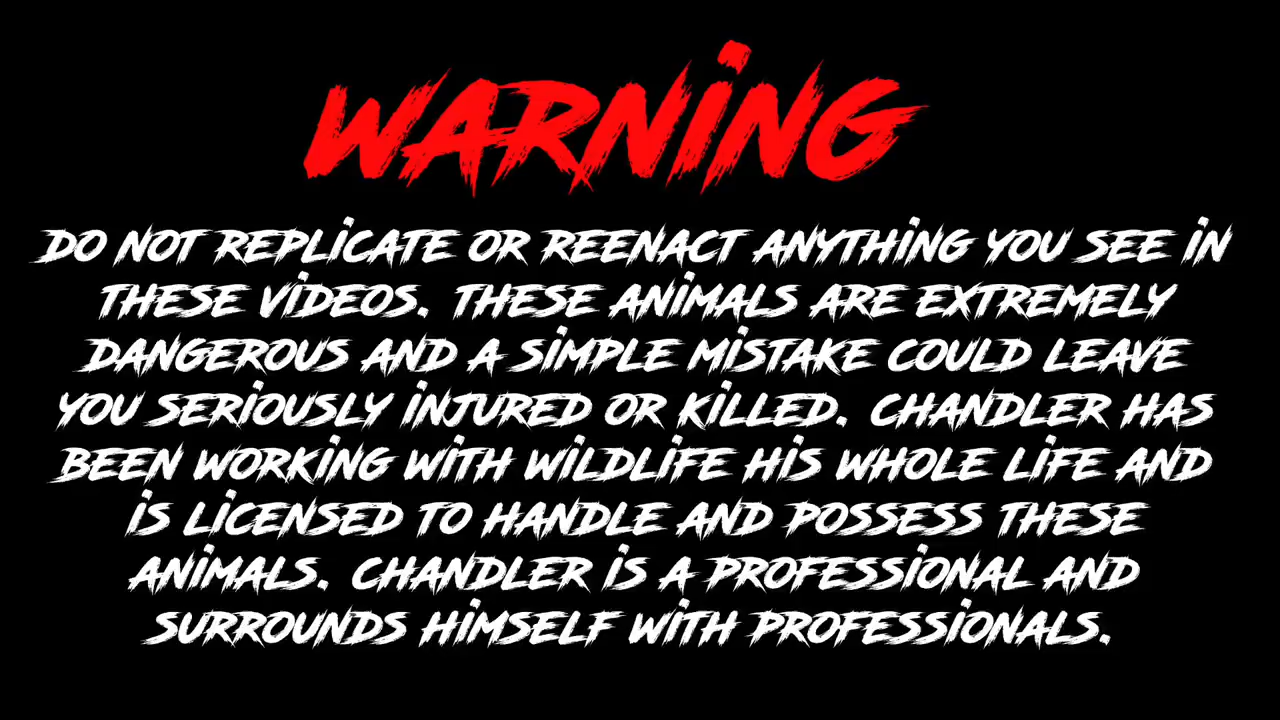 WARNING
DO NOT REPLICATE OR REENACT ANYTHING YOU SEE IN
THESE VIDEOS. THESE ANIMALS ARE EXTREMELY
DANGEROUS AND A SIMPLE MISTAKE COULD LEAVE
YOU SERIOUSLY INJURED OR KILLED. CHANDLER HAS
BEEN WORKING WITH WILDLIFE HIS WHOLE LIFE AND
IS LICENSED TO HANDLE AND POSSESS THESE
ANIMALS. CHANDLER IS A PROFESSIONAL AND
SURROUNDS HIMSELF WITH PROFESSIONALS.